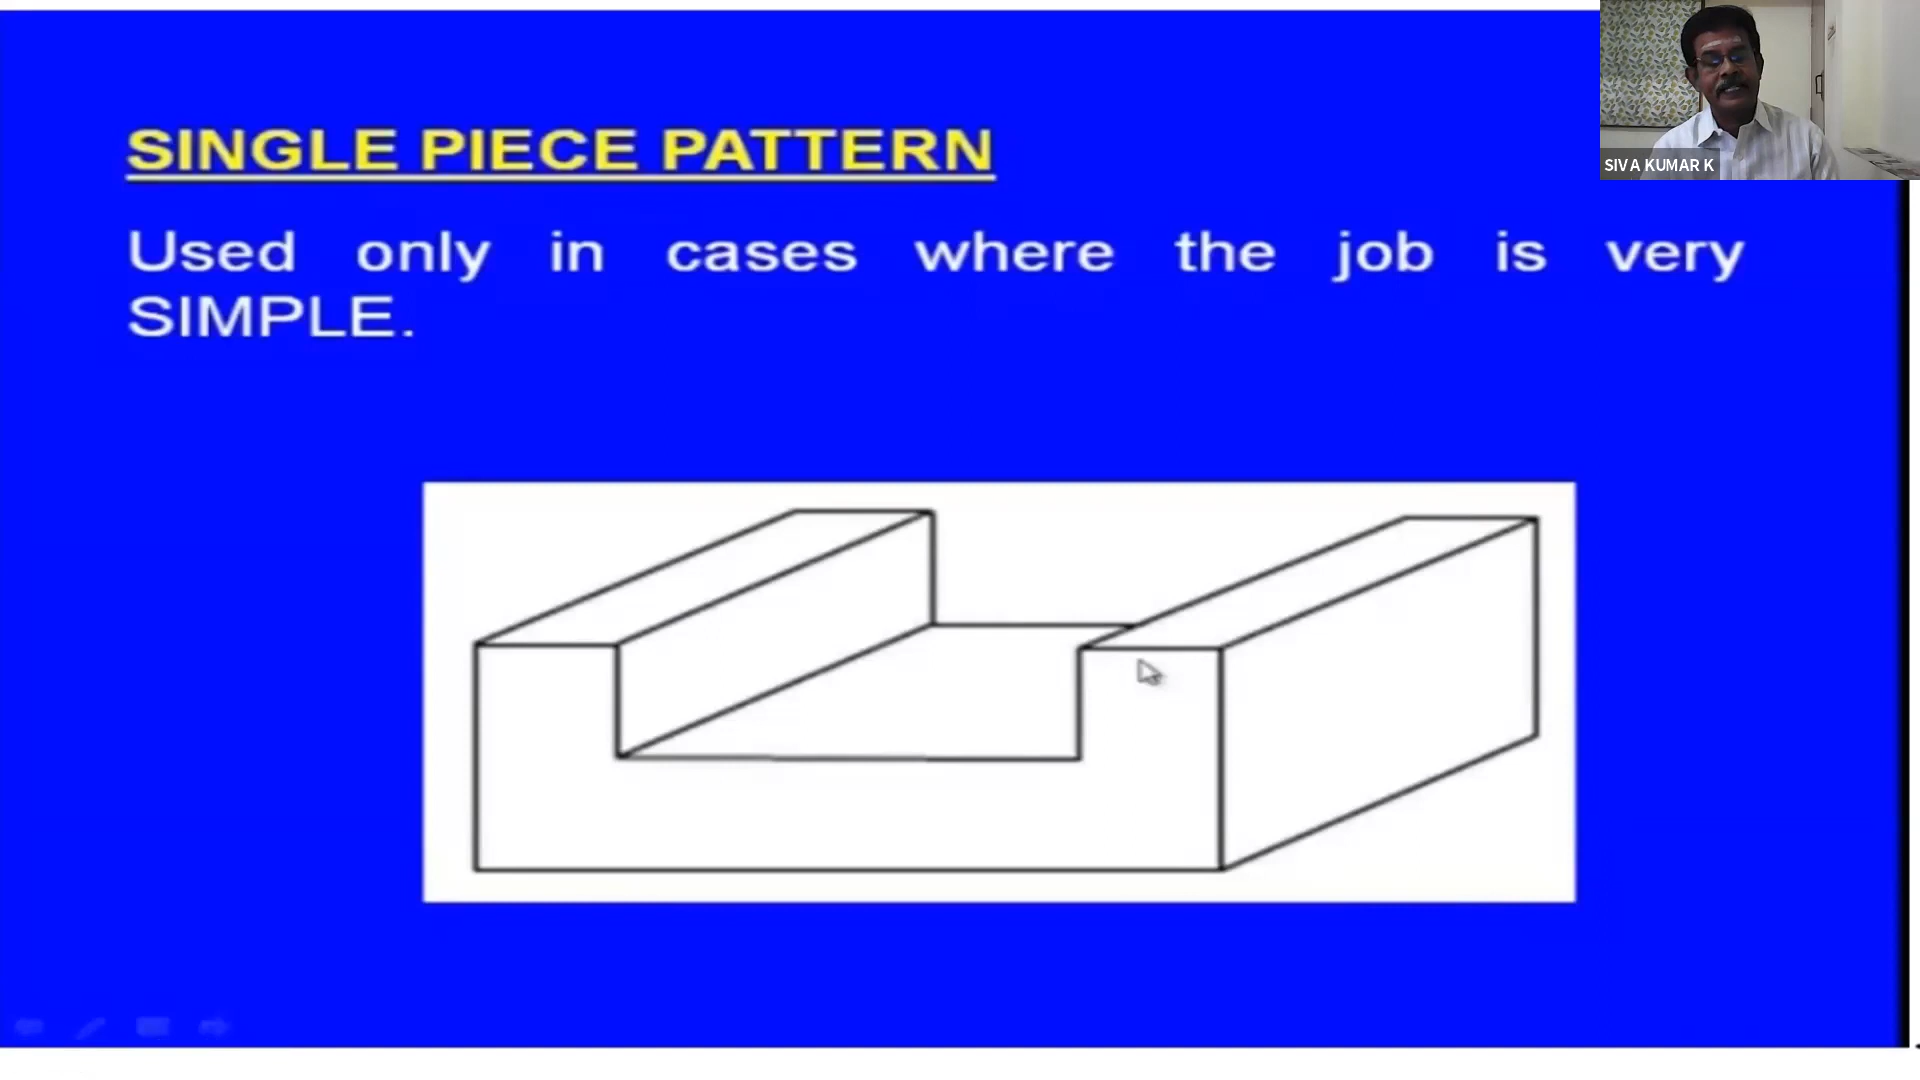 SINGLE PIECE PATTERN
Used only in cases where the job is very
SIMPLE.
SIVA KUMAR K